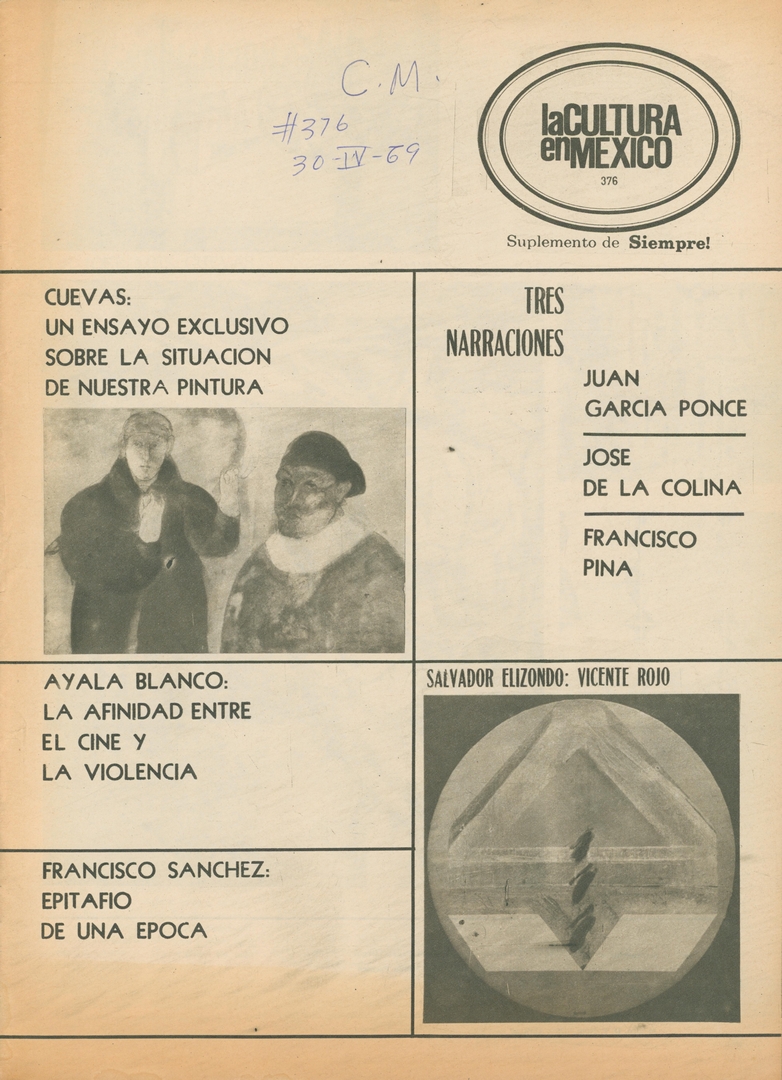 C.M.
#376
30-IV-69
laCULTURA
enMEXICO
376
Suplemento de Siempre!
CUEVAS:
UN ENSAYO EXCLUSIVO
SOBRE LA SITUACION
DE NUESTRA PINTURA
TRES
NARRACIONES
JUAN
GARCIA PONCE
JOSE
DE LA COLINA
FRANCISCO
PINA
AYALA BLANCO:
LA AFINIDAD ENTRE
EL CINE Y
LA VIOLENCIA
FRANCISCO SANCHEZ:
EPITAFIO
DE UNA EPOCA
SALVADOR ELIZONDO: VICENTE ROJO